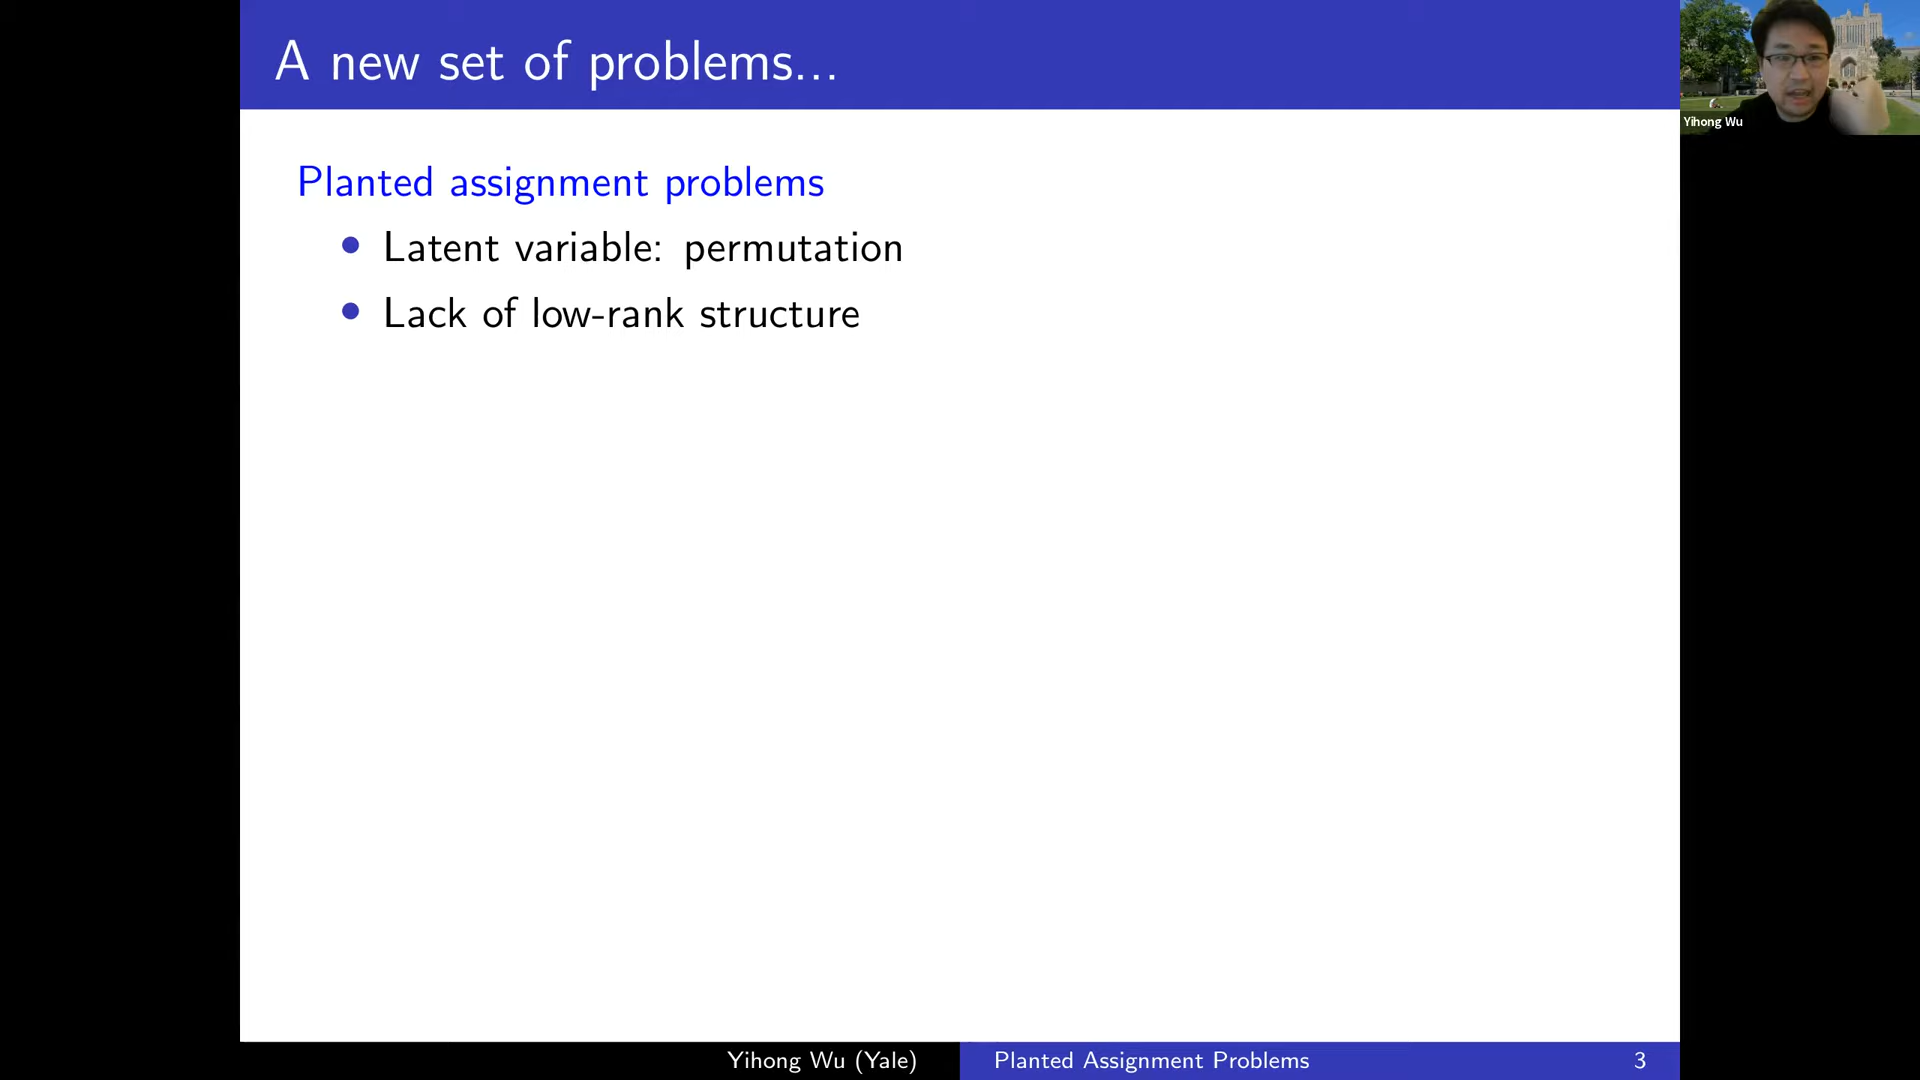 A new set of problems...
Yihong Wu
Planted assignment problems
• Latent variable: permutation
• Lack of low-rank structure
Yihong Wu (Yale)
Planted Assignment Problems
3